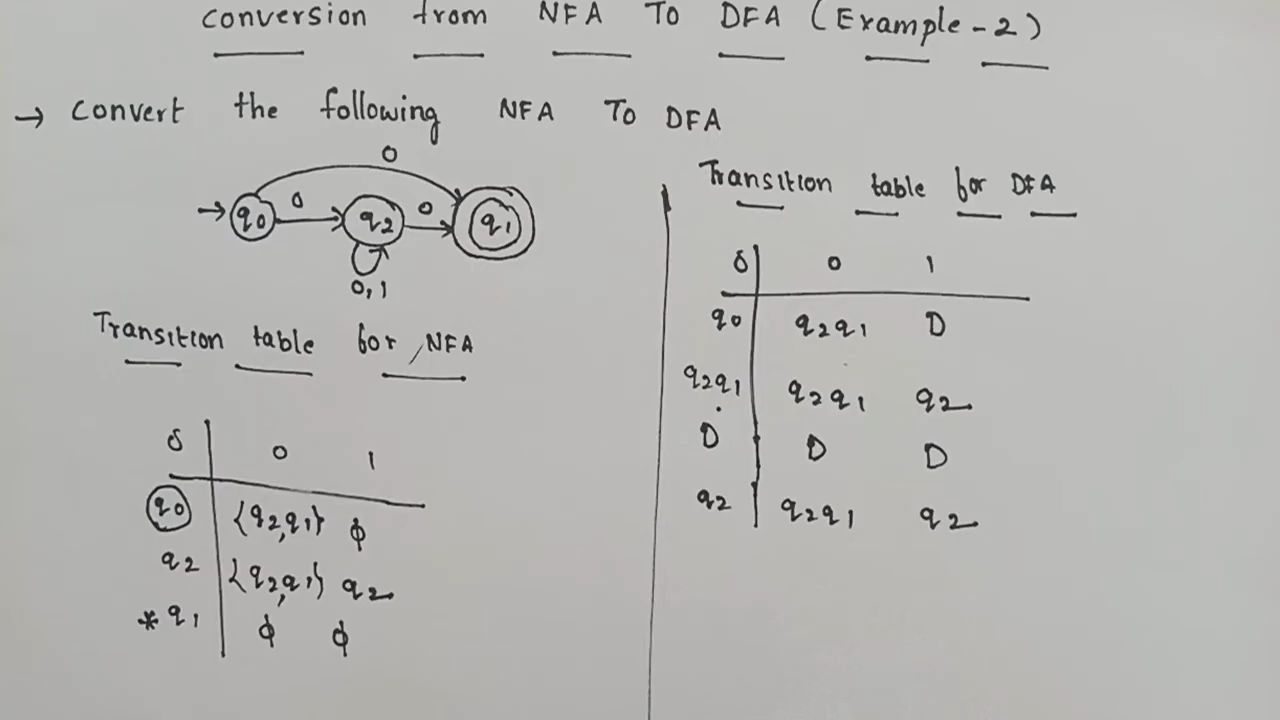 conversion from NFA To DFA (Example-2)
→ convert the following NFA To DFA
0
→ q0 0 q2 0 q1
0,1
Transition table for NFA
δ 0 1
q0 {q2,q1} ϕ
q2 {q2,q1} q2
* q1 ϕ ϕ
Transition table for DFA
δ 0 1
q0 q2q1 D
q2q1 q2q1 q2
D D D
q2 q2q1 q2